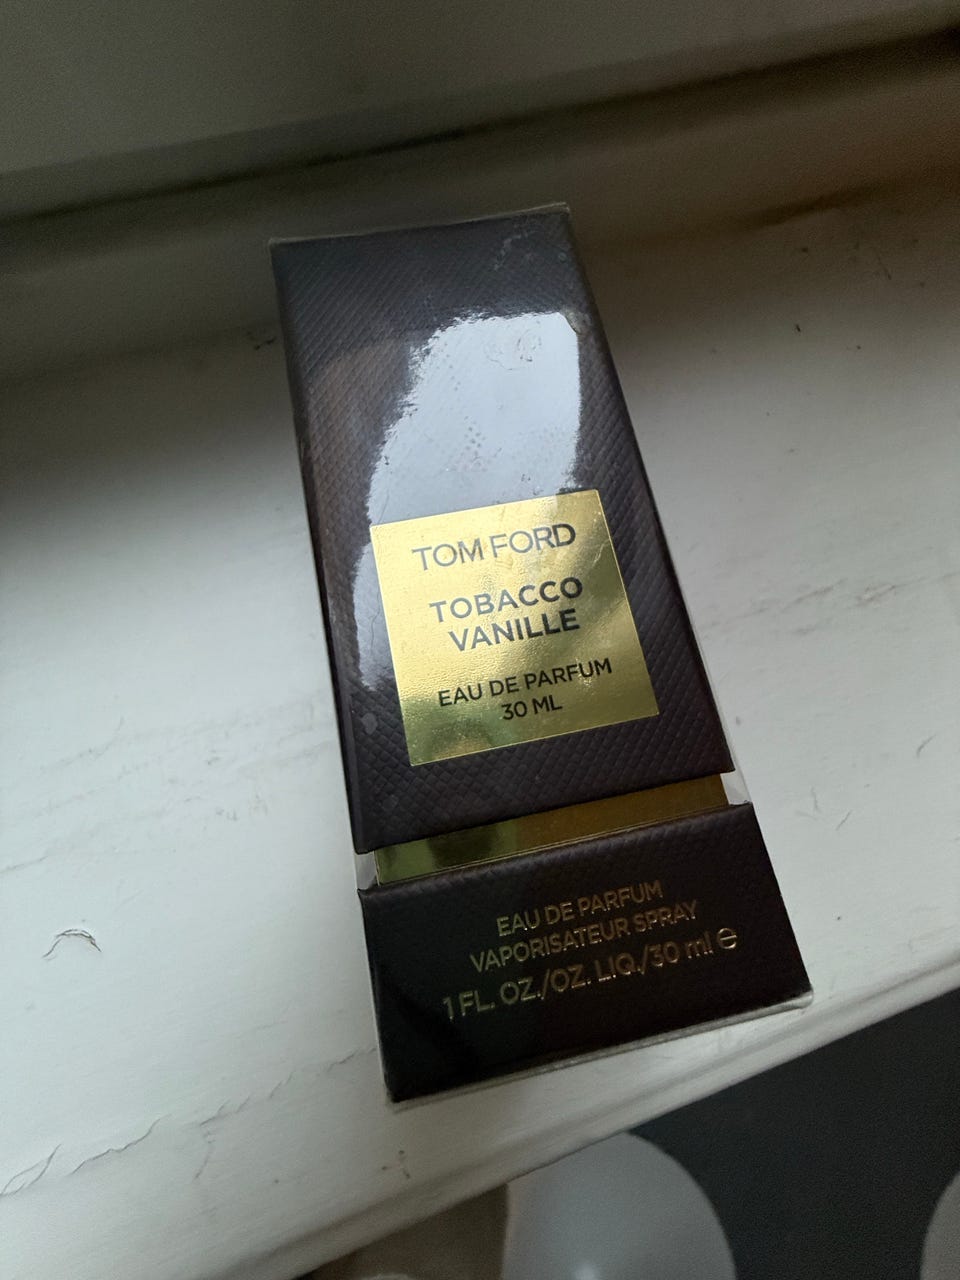 TOM FORD
TOBACCO
VANILLE
EAU DE PARFUM
30 ML
EAU DE PARFUM
VAPORISATEUR SPRAY
1 FL. OZ./OZ. LIQ./30 ml ℮